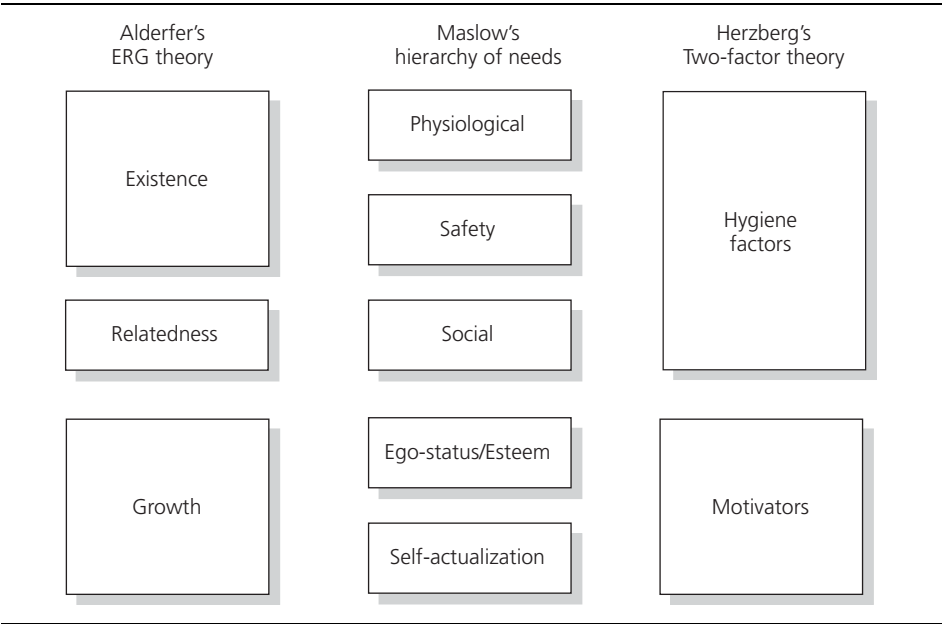 Alderfer's
ERG theory
Maslow's
hierarchy of needs
Herzberg's
Two-factor theory
Existence
Relatedness
Growth
Physiological
Safety
Social
Ego-status/Esteem
Self-actualization
Hygiene
factors
Motivators